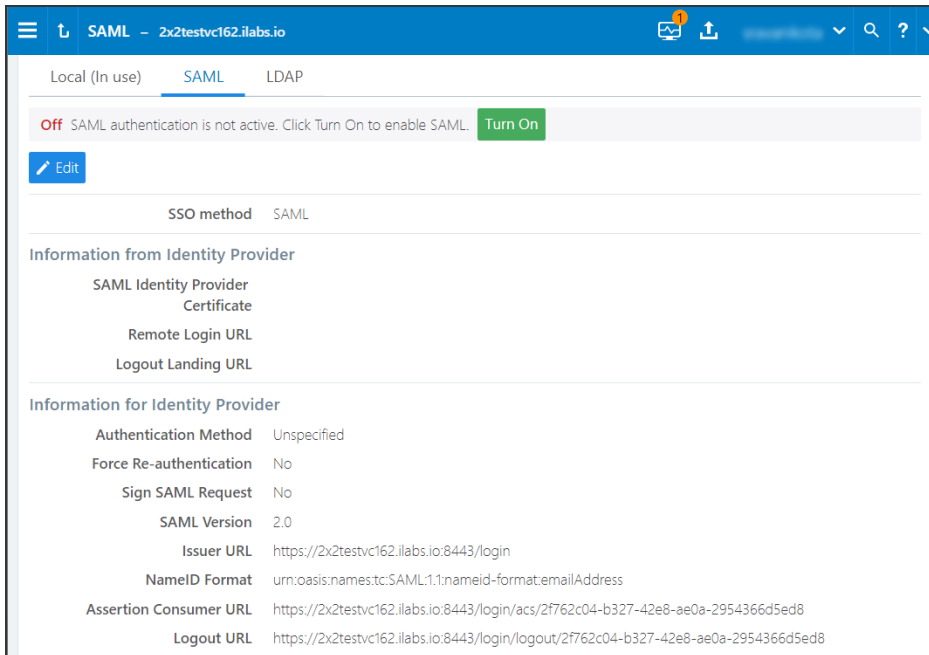 SAML – 2x2testvc162.ilabs.io
1
?
Local (In use) SAML LDAP
Off SAML authentication is not active. Click Turn On to enable SAML. Turn On
Edit
SSO method SAML
Information from Identity Provider
SAML Identity Provider
Certificate
Remote Login URL
Logout Landing URL
Information for Identity Provider
Authentication Method Unspecified
Force Re-authentication No
Sign SAML Request No
SAML Version 2.0
Issuer URL https://2x2testvc162.ilabs.io:8443/login
NameID Format urn:oasis:names:tc:SAML:1.1:nameid-format:emailAddress
Assertion Consumer URL https://2x2testvc162.ilabs.io:8443/login/acs/2f762c04-b327-42e8-ae0a-2954366d5ed8
Logout URL https://2x2testvc162.ilabs.io:8443/login/logout/2f762c04-b327-42e8-ae0a-2954366d5ed8